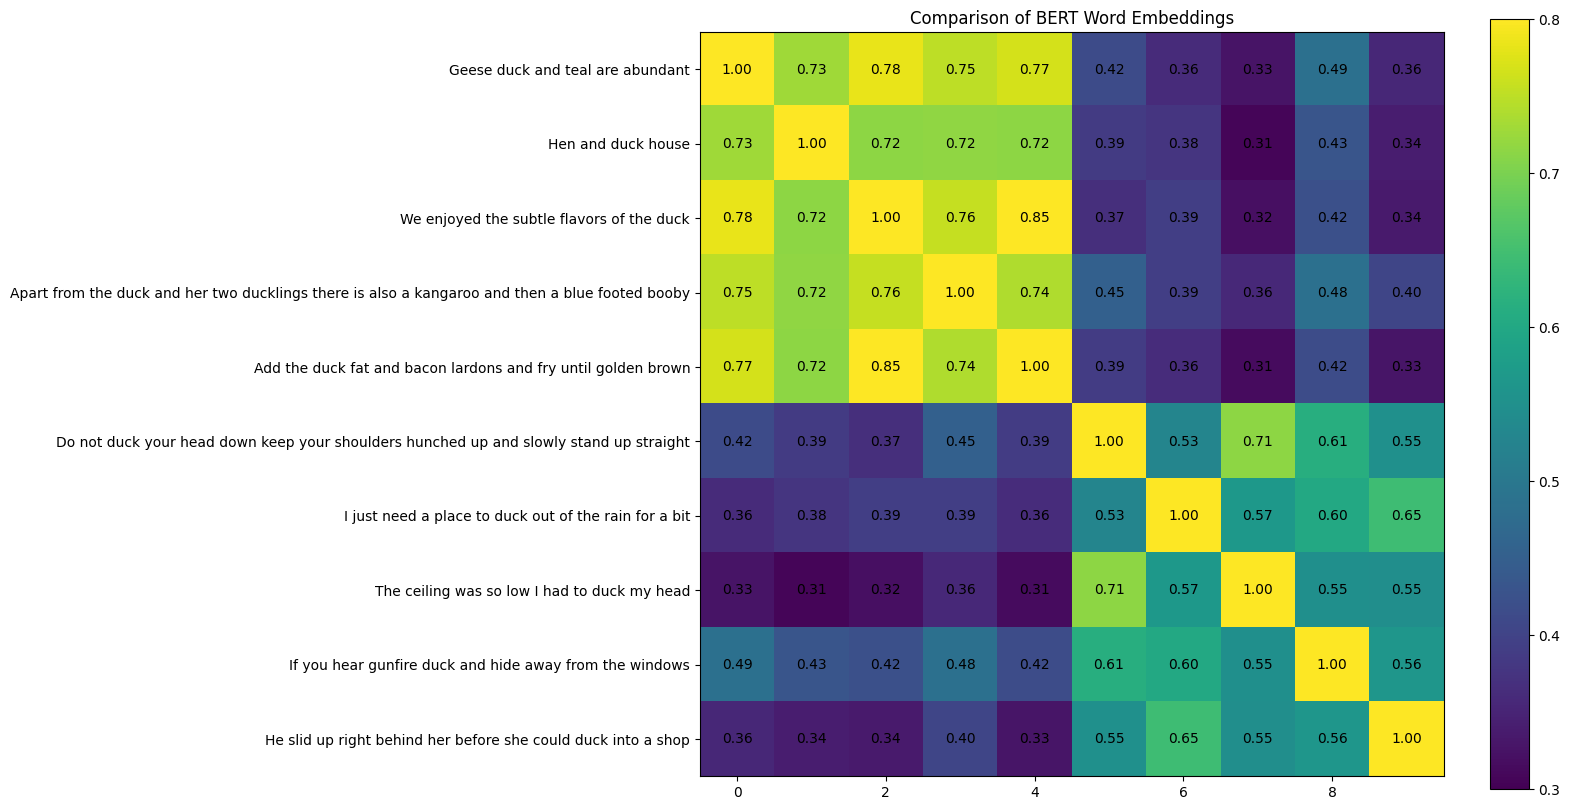 Comparison of BERT Word Embeddings
0.8
Geese duck and teal are abundant 1.00 0.73 0.78 0.75 0.77 0.42 0.36 0.33 0.49 0.36
Hen and duck house 0.73 1.00 0.72 0.72 0.72 0.39 0.38 0.31 0.43 0.34
0.7
We enjoyed the subtle flavors of the duck 0.78 0.72 1.00 0.76 0.85 0.37 0.39 0.32 0.42 0.34
Apart from the duck and her two ducklings there is also a kangaroo and then a blue footed booby 0.75 0.72 0.76 1.00 0.74 0.45 0.39 0.36 0.48 0.40
0.6
Add the duck fat and bacon lardons and fry until golden brown 0.77 0.72 0.85 0.74 1.00 0.39 0.36 0.31 0.42 0.33
Do not duck your head down keep your shoulders hunched up and slowly stand up straight 0.42 0.39 0.37 0.45 0.39 1.00 0.53 0.71 0.61 0.55
0.5
I just need a place to duck out of the rain for a bit 0.36 0.38 0.39 0.39 0.36 0.53 1.00 0.57 0.60 0.65
The ceiling was so low I had to duck my head 0.33 0.31 0.32 0.36 0.31 0.71 0.57 1.00 0.55 0.55
0.4
If you hear gunfire duck and hide away from the windows 0.49 0.43 0.42 0.48 0.42 0.61 0.60 0.55 1.00 0.56
He slid up right behind her before she could duck into a shop 0.36 0.34 0.34 0.40 0.33 0.55 0.65 0.55 0.56 1.00
0.3
0 2 4 6 8